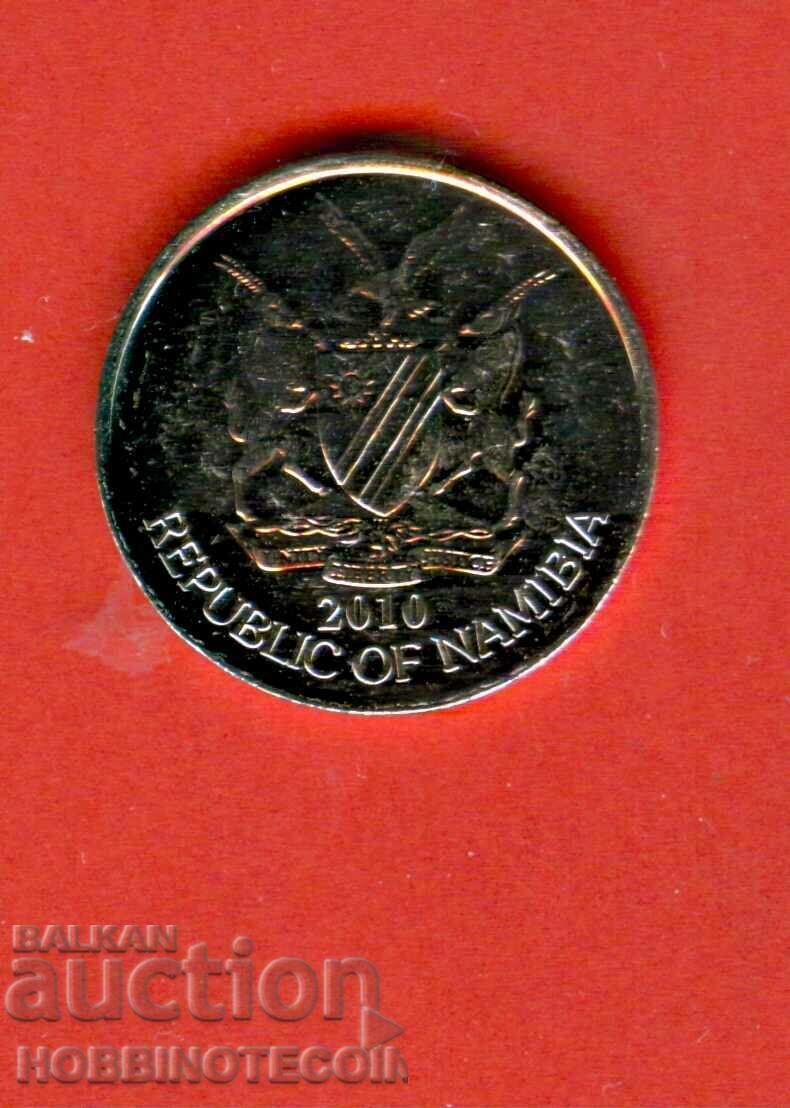 2010
REPUBLIC OF NAMIBIA
BALKAN
auction
HOBBINOTECOIN